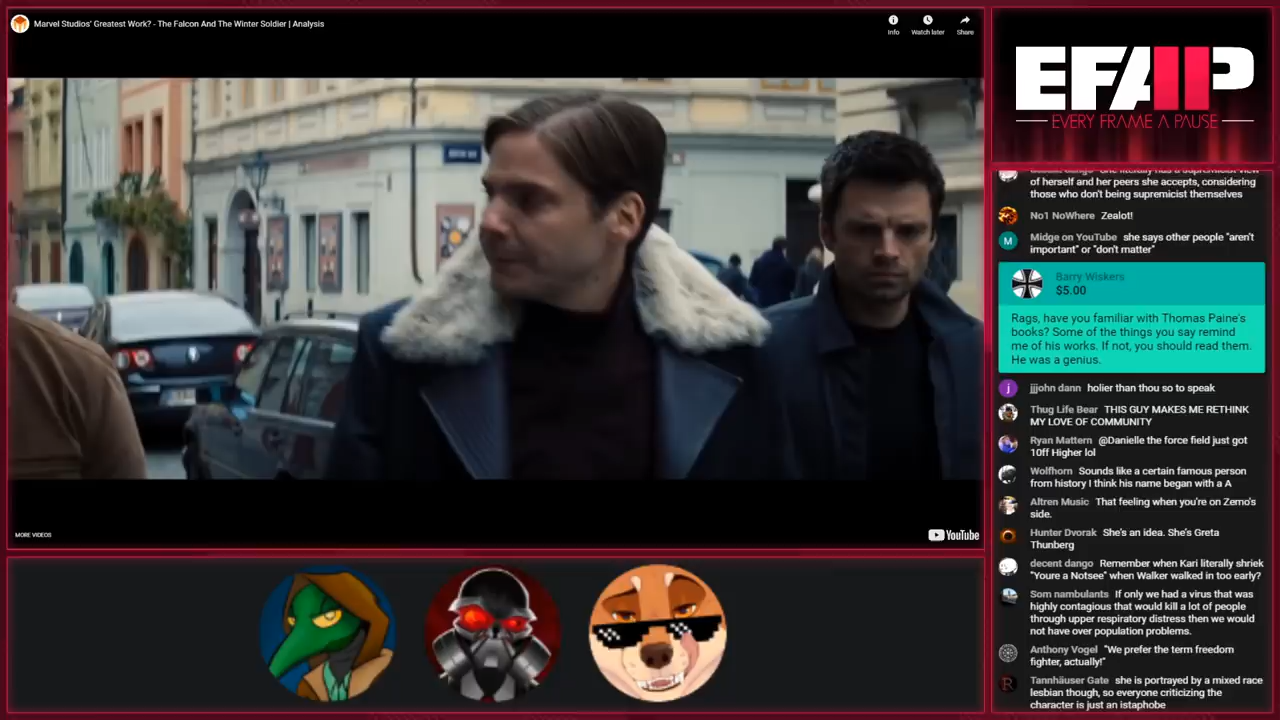 Marvel Studios' Greatest Work? - The Falcon And The Winter Soldier | Analysis
Info
Watch later
Share
MORE VIDEOS
YouTube
EFAP
EVERY FRAME A PAUSE
of herself and her peers she accepts, considering
those who don't being supremicist themselves
No1 NoWhere Zealot!
Midge on YouTube she says other people "aren't
important" or "don't matter"
Barry Wiskers
$5.00
Rags, have you familiar with Thomas Paine's
books? Some of the things you say remind
me of his works. If not, you should read them.
He was a genius.
jjjohn dann holier than thou so to speak
Thug Life Bear THIS GUY MAKES ME RETHINK
MY LOVE OF COMMUNITY
Ryan Mattern @Danielle the force field just got
10ff Higher lol
Wolfhorn Sounds like a certain famous person
from history I think his name began with a A
Altren Music That feeling when you're on Zemo's
side.
Hunter Dvorak She's an idea. She's Greta
Thunberg
decent dango Remember when Kari literally shriek
"Youre a Notsee" when Walker walked in too early?
Som nambulants If only we had a virus that was
highly contagious that would kill a lot of people
through upper respiratory distress then we would
not have over population problems.
Anthony Vogel "We prefer the term freedom
fighter, actually!"
Tannhäuser Gate she is portrayed by a mixed race
lesbian though, so everyone criticizing the
character is just an istaphobe